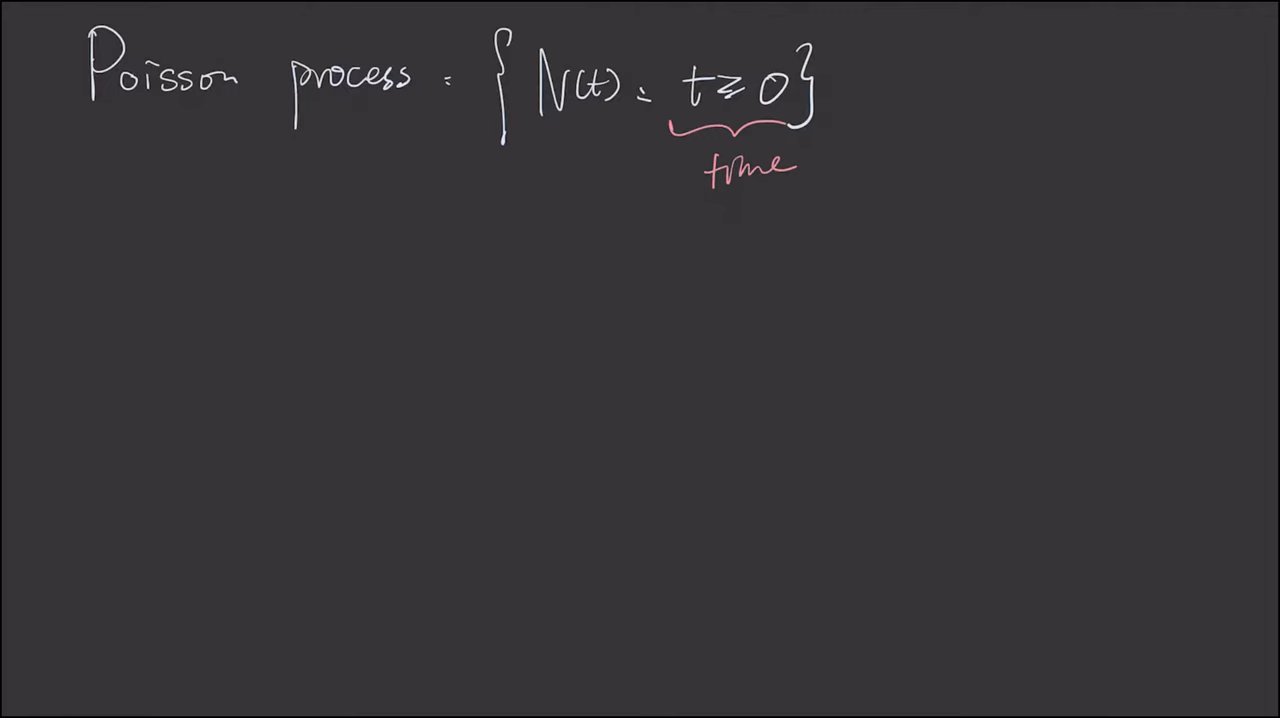 Poisson process : { N(t) : t ≥ 0 }
time